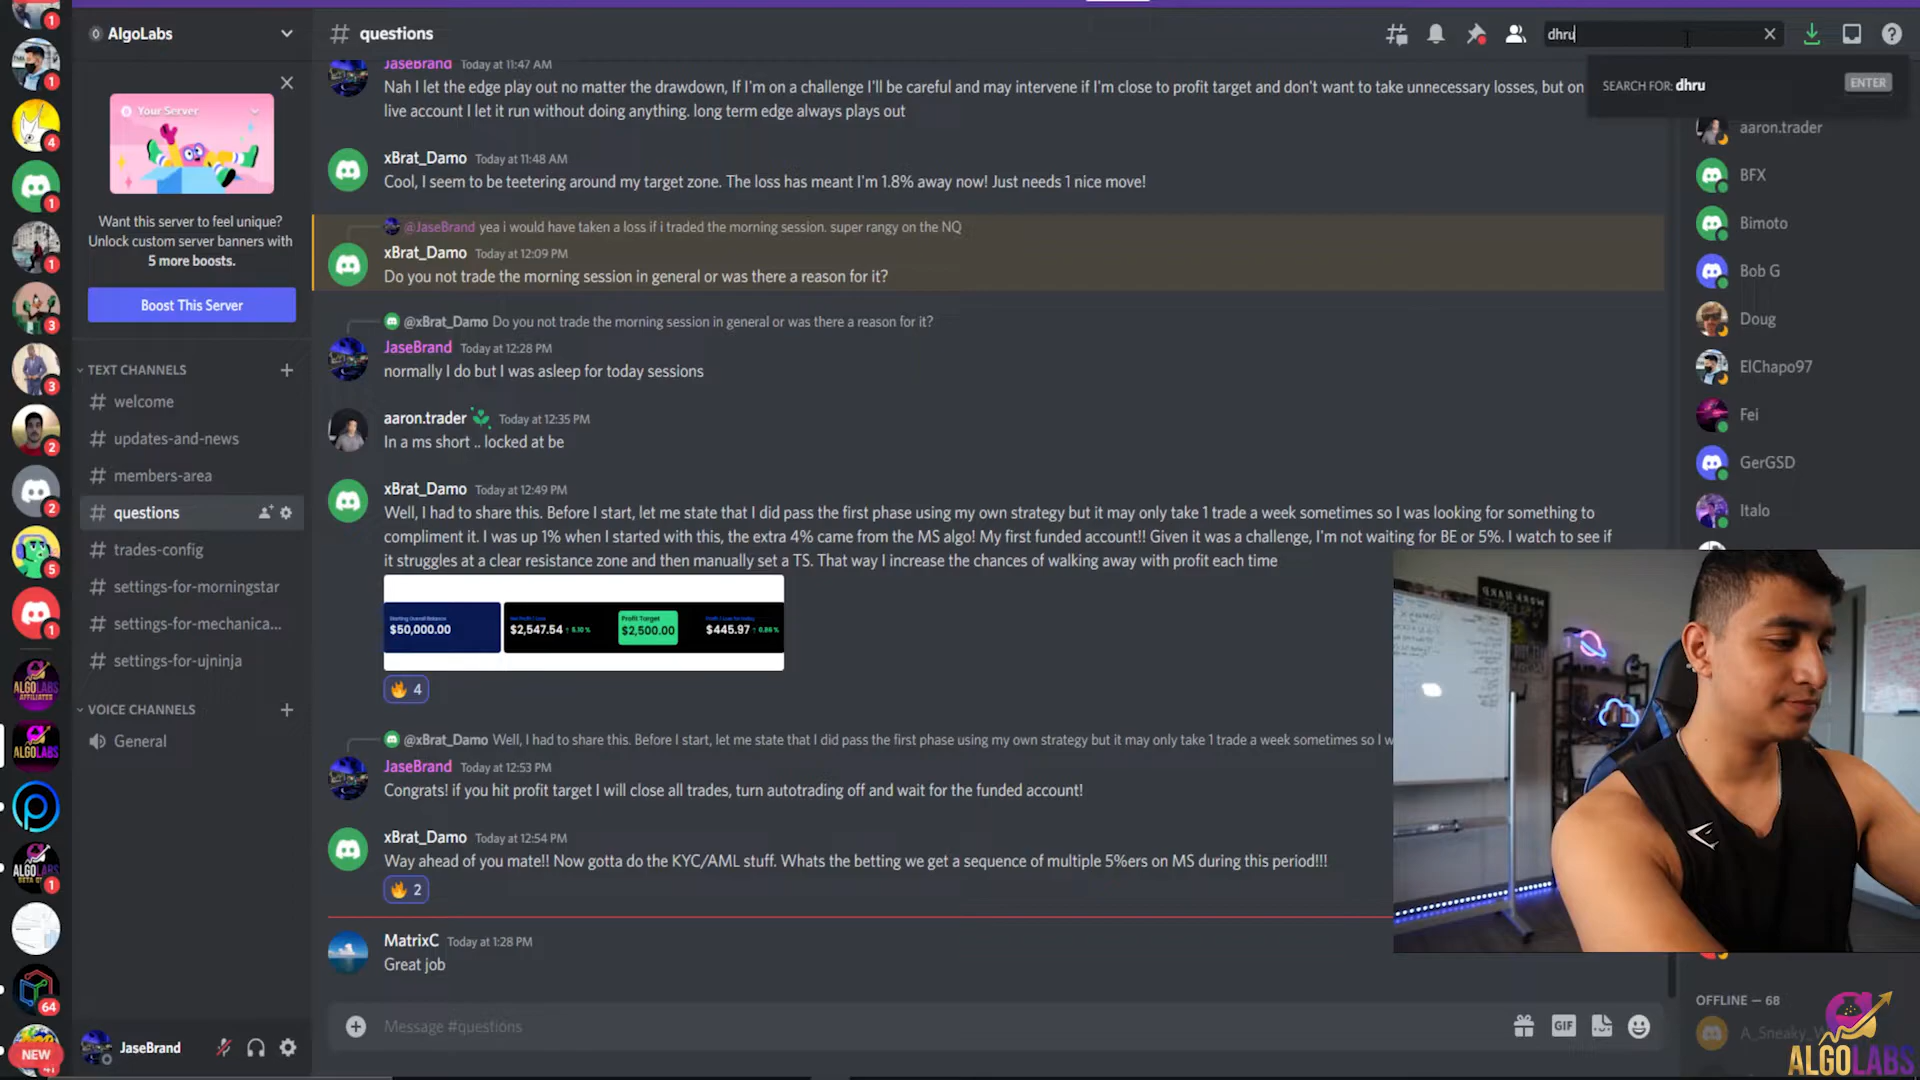 AlgoLabs
# questions
dhru
SEARCH FOR: dhru
ENTER
Your Server
Want this server to feel unique?
Unlock custom server banners with
5 more boosts.
Boost This Server
TEXT CHANNELS
# welcome
# updates-and-news
# members-area
# questions
# trades-config
# settings-for-morningstar
# settings-for-mechanica...
# settings-for-ujninja
VOICE CHANNELS
General
JaseBrand
NEW
JaseBrand Today at 11:47 AM
Nah I let the edge play out no matter the drawdown, If I'm on a challenge I'll be careful and may intervene if I'm close to profit target and don't want to take unnecessary losses, but on
live account I let it run without doing anything. long term edge always plays out
xBrat_Damo Today at 11:48 AM
Cool, I seem to be teetering around my target zone. The loss has meant I'm 1.8% away now! Just needs 1 nice move!
@JaseBrand yea i would have taken a loss if i traded the morning session. super rangy on the NQ
xBrat_Damo Today at 12:09 PM
Do you not trade the morning session in general or was there a reason for it?
@xBrat_Damo Do you not trade the morning session in general or was there a reason for it?
JaseBrand Today at 12:28 PM
normally I do but I was asleep for today sessions
aaron.trader Today at 12:35 PM
In a ms short .. locked at be
xBrat_Damo Today at 12:49 PM
Well, I had to share this. Before I start, let me state that I did pass the first phase using my own strategy but it may only take 1 trade a week sometimes so I was looking for something to
compliment it. I was up 1% when I started with this, the extra 4% came from the MS algo! My first funded account!! Given it was a challenge, I'm not waiting for BE or 5%. I watch to see if
it struggles at a clear resistance zone and then manually set a TS. That way I increase the chances of walking away with profit each time
Starting Overall Balance
$50,000.00
$2,547.54
Profit Target
$2,500.00
$445.97
4
@xBrat_Damo Well, I had to share this. Before I start, let me state that I did pass the first phase using my own strategy but it may only take 1 trade a week sometimes so I w
JaseBrand Today at 12:53 PM
Congrats! if you hit profit target I will close all trades, turn autotrading off and wait for the funded account!
xBrat_Damo Today at 12:54 PM
Way ahead of you mate!! Now gotta do the KYC/AML stuff. Whats the betting we get a sequence of multiple 5%ers on MS during this period!!!
2
MatrixC Today at 1:28 PM
Great job
Message #questions
GIF
aaron.trader
BFX
Bimoto
Bob G
Doug
ElChapo97
Fei
GerGSD
Italo
OFFLINE — 68
A_Sneaky_W
ALGOLABS